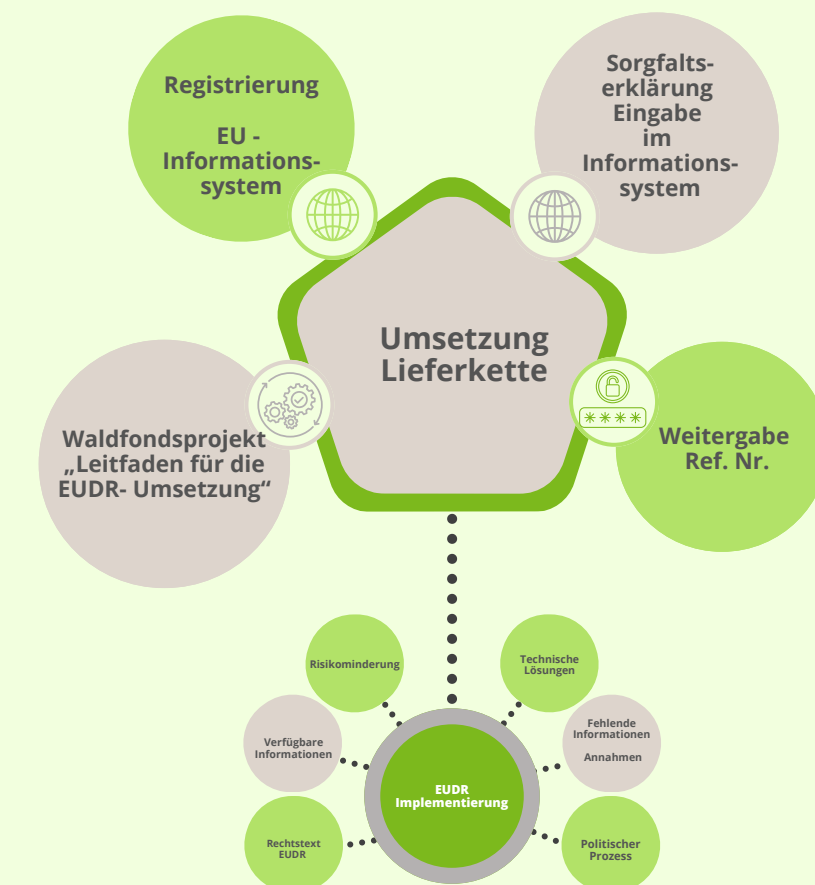 Registrierung
EU -
Informations-
system
Sorgfalts-
erklärung
Eingabe
im
Informations-
system
Umsetzung
Lieferkette
Waldfondsprojekt
„Leitfaden für die
EUDR- Umsetzung“
****
Weitergabe
Ref. Nr.
Risikominderung
Technische
Lösungen
Verfügbare
Informationen
Fehlende
Informationen
Annahmen
EUDR
Implementierung
Rechtstext
EUDR
Politischer
Prozess